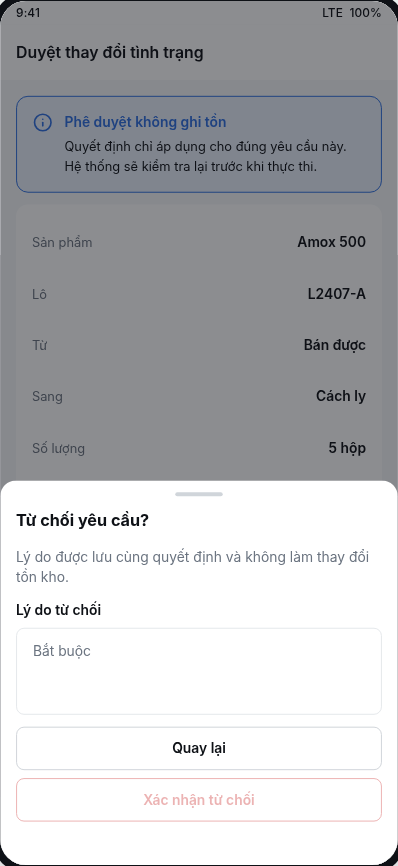 9:41
LTE 100%
Duyệt thay đổi tình trạng
Phê duyệt không ghi tồn
Quyết định chỉ áp dụng cho đúng yêu cầu này.
Hệ thống sẽ kiểm tra lại trước khi thực thi.
Sản phẩm
Amox 500
Lô
L2407-A
Từ
Bán được
Sang
Cách ly
Số lượng
5 hộp
Từ chối yêu cầu?
Lý do được lưu cùng quyết định và không làm thay đổi
tồn kho.
Lý do từ chối
Bắt buộc
Quay lại
Xác nhận từ chối